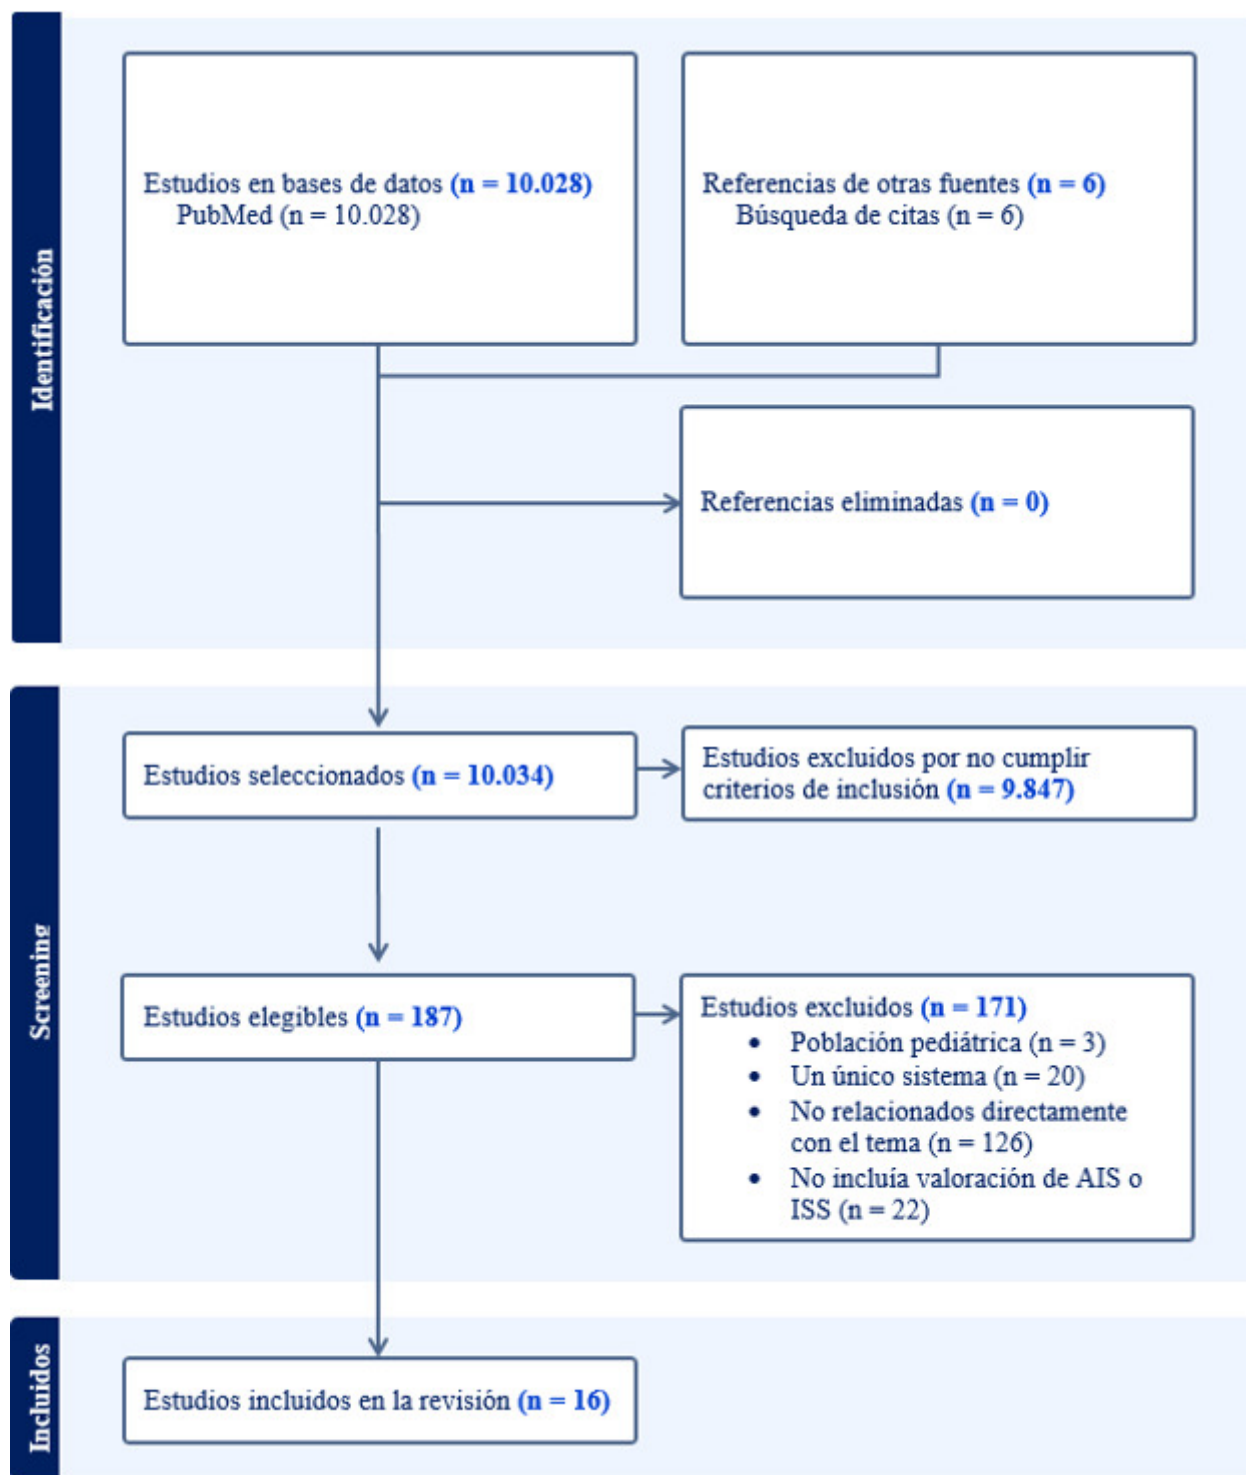 Identificación
Estudios en bases de datos (n = 10.028)
PubMed (n = 10.028)
Referencias de otras fuentes (n = 6)
Búsqueda de citas (n = 6)
Referencias eliminadas (n = 0)
Screening
Estudios seleccionados (n = 10.034)
Estudios excluidos por no cumplir
criterios de inclusión (n = 9.847)
Estudios elegibles (n = 187)
Estudios excluidos (n = 171)
• Población pediátrica (n = 3)
• Un único sistema (n = 20)
• No relacionados directamente
con el tema (n = 126)
• No incluía valoración de AIS o
ISS (n = 22)
Incluidos
Estudios incluidos en la revisión (n = 16)